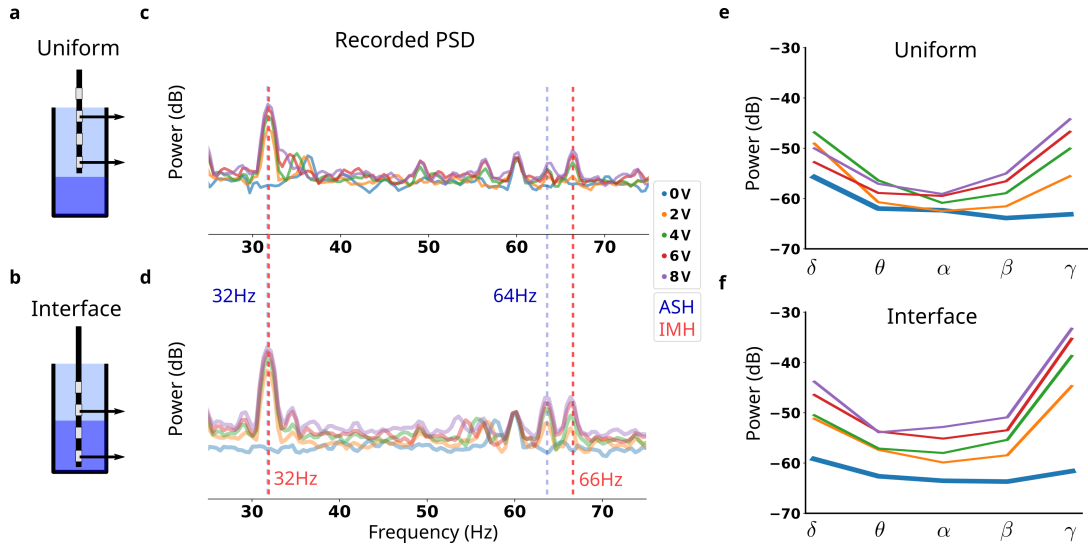 a
Uniform
b
Interface
c
Recorded PSD
Power (dB)
30 40 50 60 70
0 V
2 V
4 V
6 V
8 V
ASH
IMH
d
32Hz
64Hz
Power (dB)
32Hz
66Hz
30 40 50 60 70
Frequency (Hz)
e
Uniform
Power (dB)
−30
−40
−50
−60
−70
δ θ α β γ
f
Interface
Power (dB)
−30
−40
−50
−60
−70
δ θ α β γ